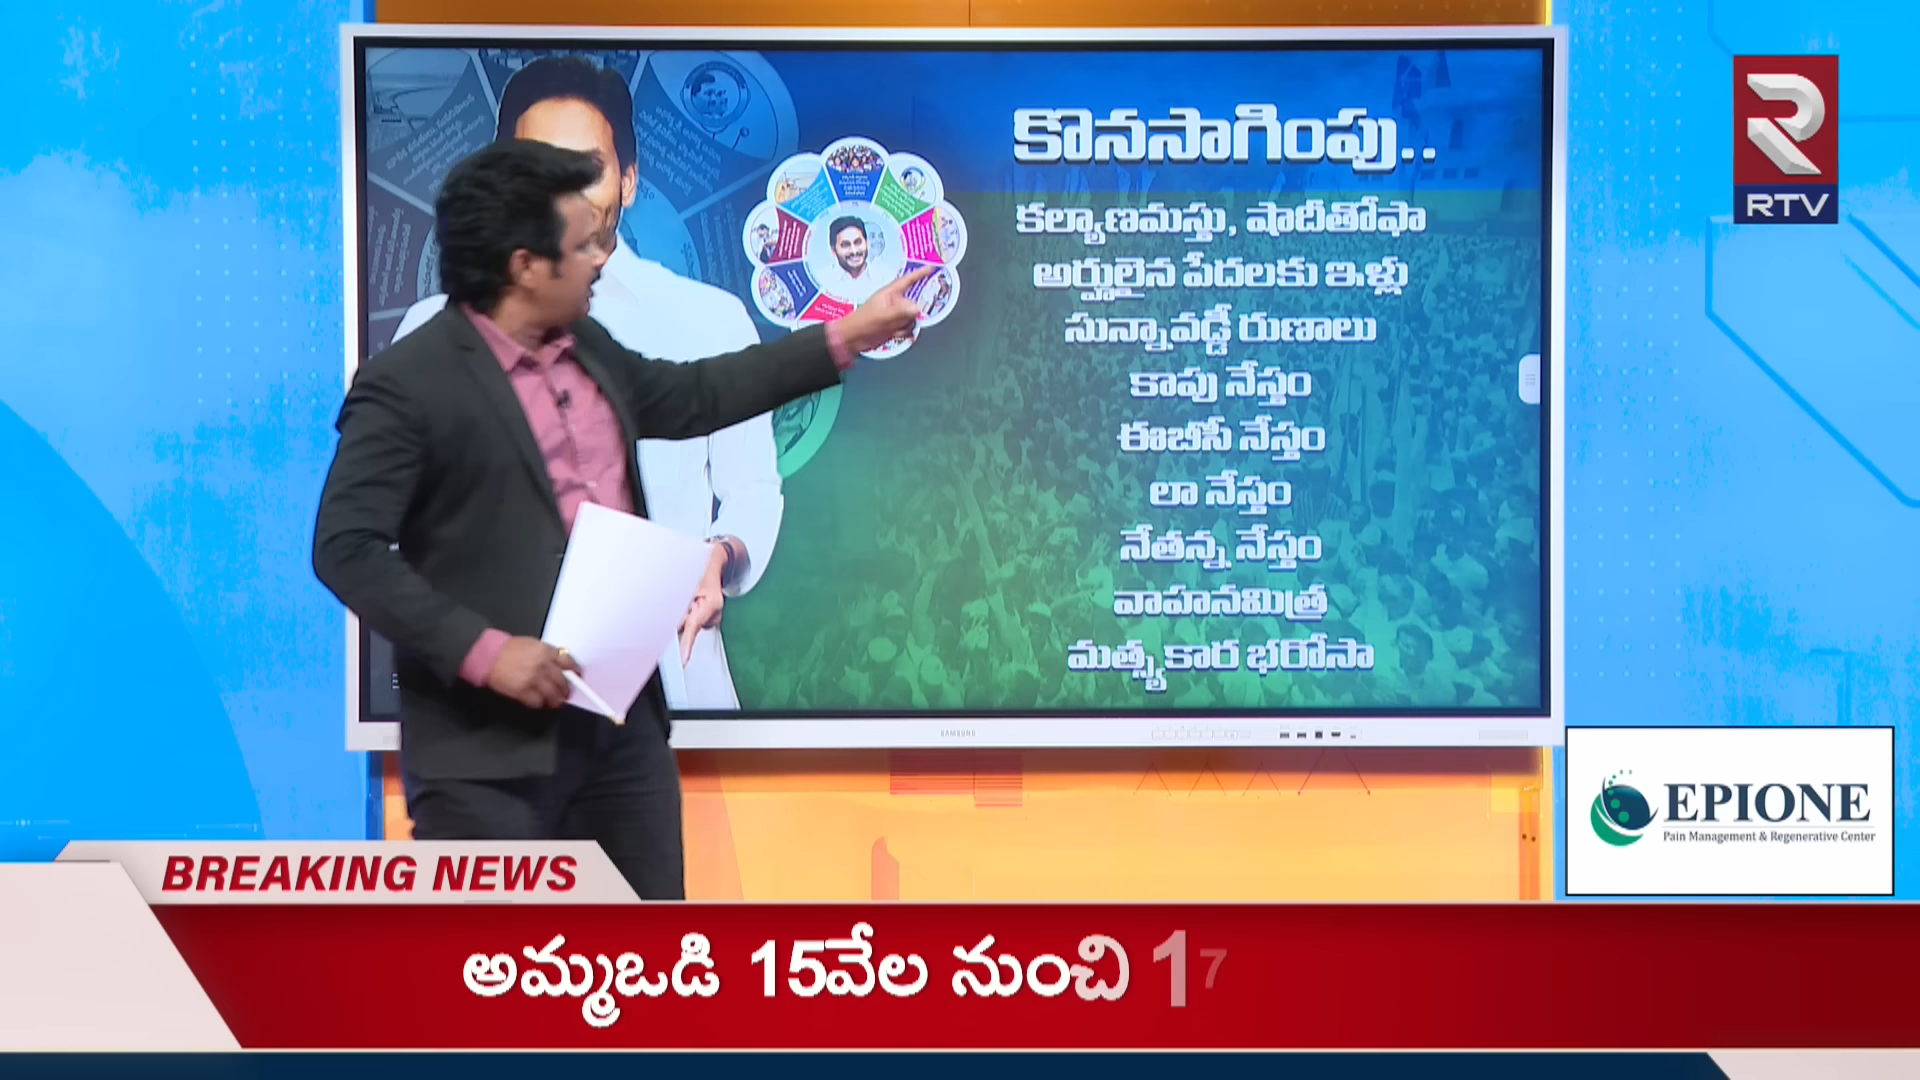 కొనసాగింపు..
కల్యాణమస్తు, షాదీతోఫా
అర్హులైన పేదలకు ఇళ్లు
సున్నావడ్డీ రుణాలు
కాపు నేస్తం
ఈబీసీ నేస్తం
లా నేస్తం
నేతన్న నేస్తం
వాహనమిత్ర
మత్స్యకార భరోసా
RTV
SAMSUNG
EPIONE
Pain Management & Regenerative Center
BREAKING NEWS
అమ్మఒడి 15వేల నుంచి 17